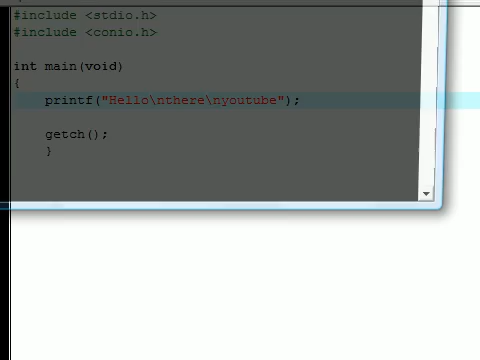 #include <stdio.h>
#include <conio.h>
int main(void)
{
printf("Hello\nthere\nyoutube");
getch();
}